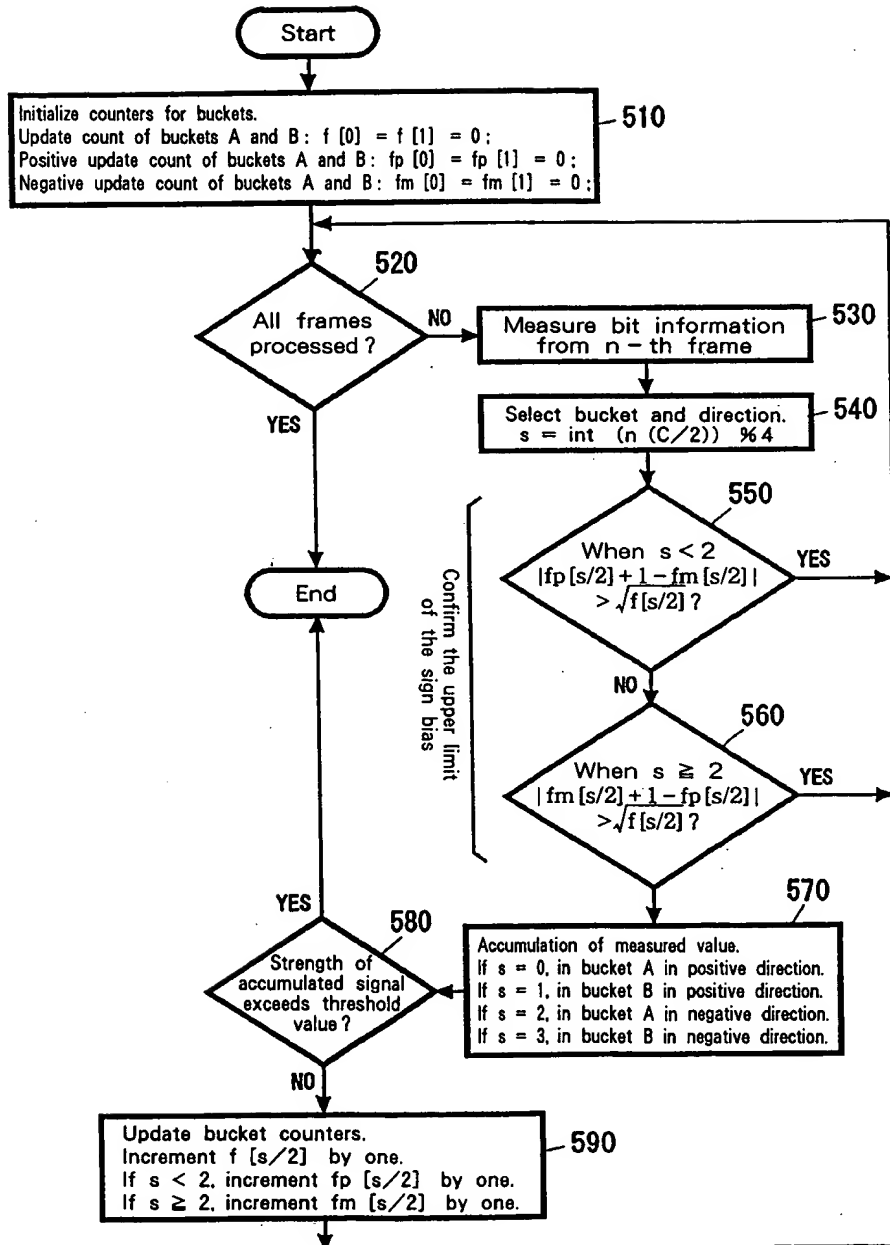 Start
510
Initialize counters for buckets.
Update count of buckets A and B: f [0] = f [1] = 0 ;
Positive update count of buckets A and B: fp [0] = fp [1] = 0 ;
Negative update count of buckets A and B: fm [0] = fm [1] = 0 ;
520
All frames
processed ?
NO
YES
530
Measure bit information
from n - th frame
540
Select bucket and direction.
s = int (n (C/2)) %4
550
When s < 2
|fp [s/2] + 1 - fm [s/2] |
> √f [s/2] ?
YES
NO
End
Confirm the upper limit
of the sign bias
560
When s ≧ 2
| fm [s/2] + 1 - fp [s/2] |
> √f [s/2] ?
YES
570
Accumulation of measured value.
If s = 0, in bucket A in positive direction.
If s = 1, in bucket B in positive direction.
If s = 2, in bucket A in negative direction.
If s = 3, in bucket B in negative direction.
YES
580
Strength of
accumulated signal
exceeds threshold
value ?
NO
590
Update bucket counters.
Increment f [s/2] by one.
If s < 2, increment fp [s/2] by one.
If s ≧ 2, increment fm [s/2] by one.